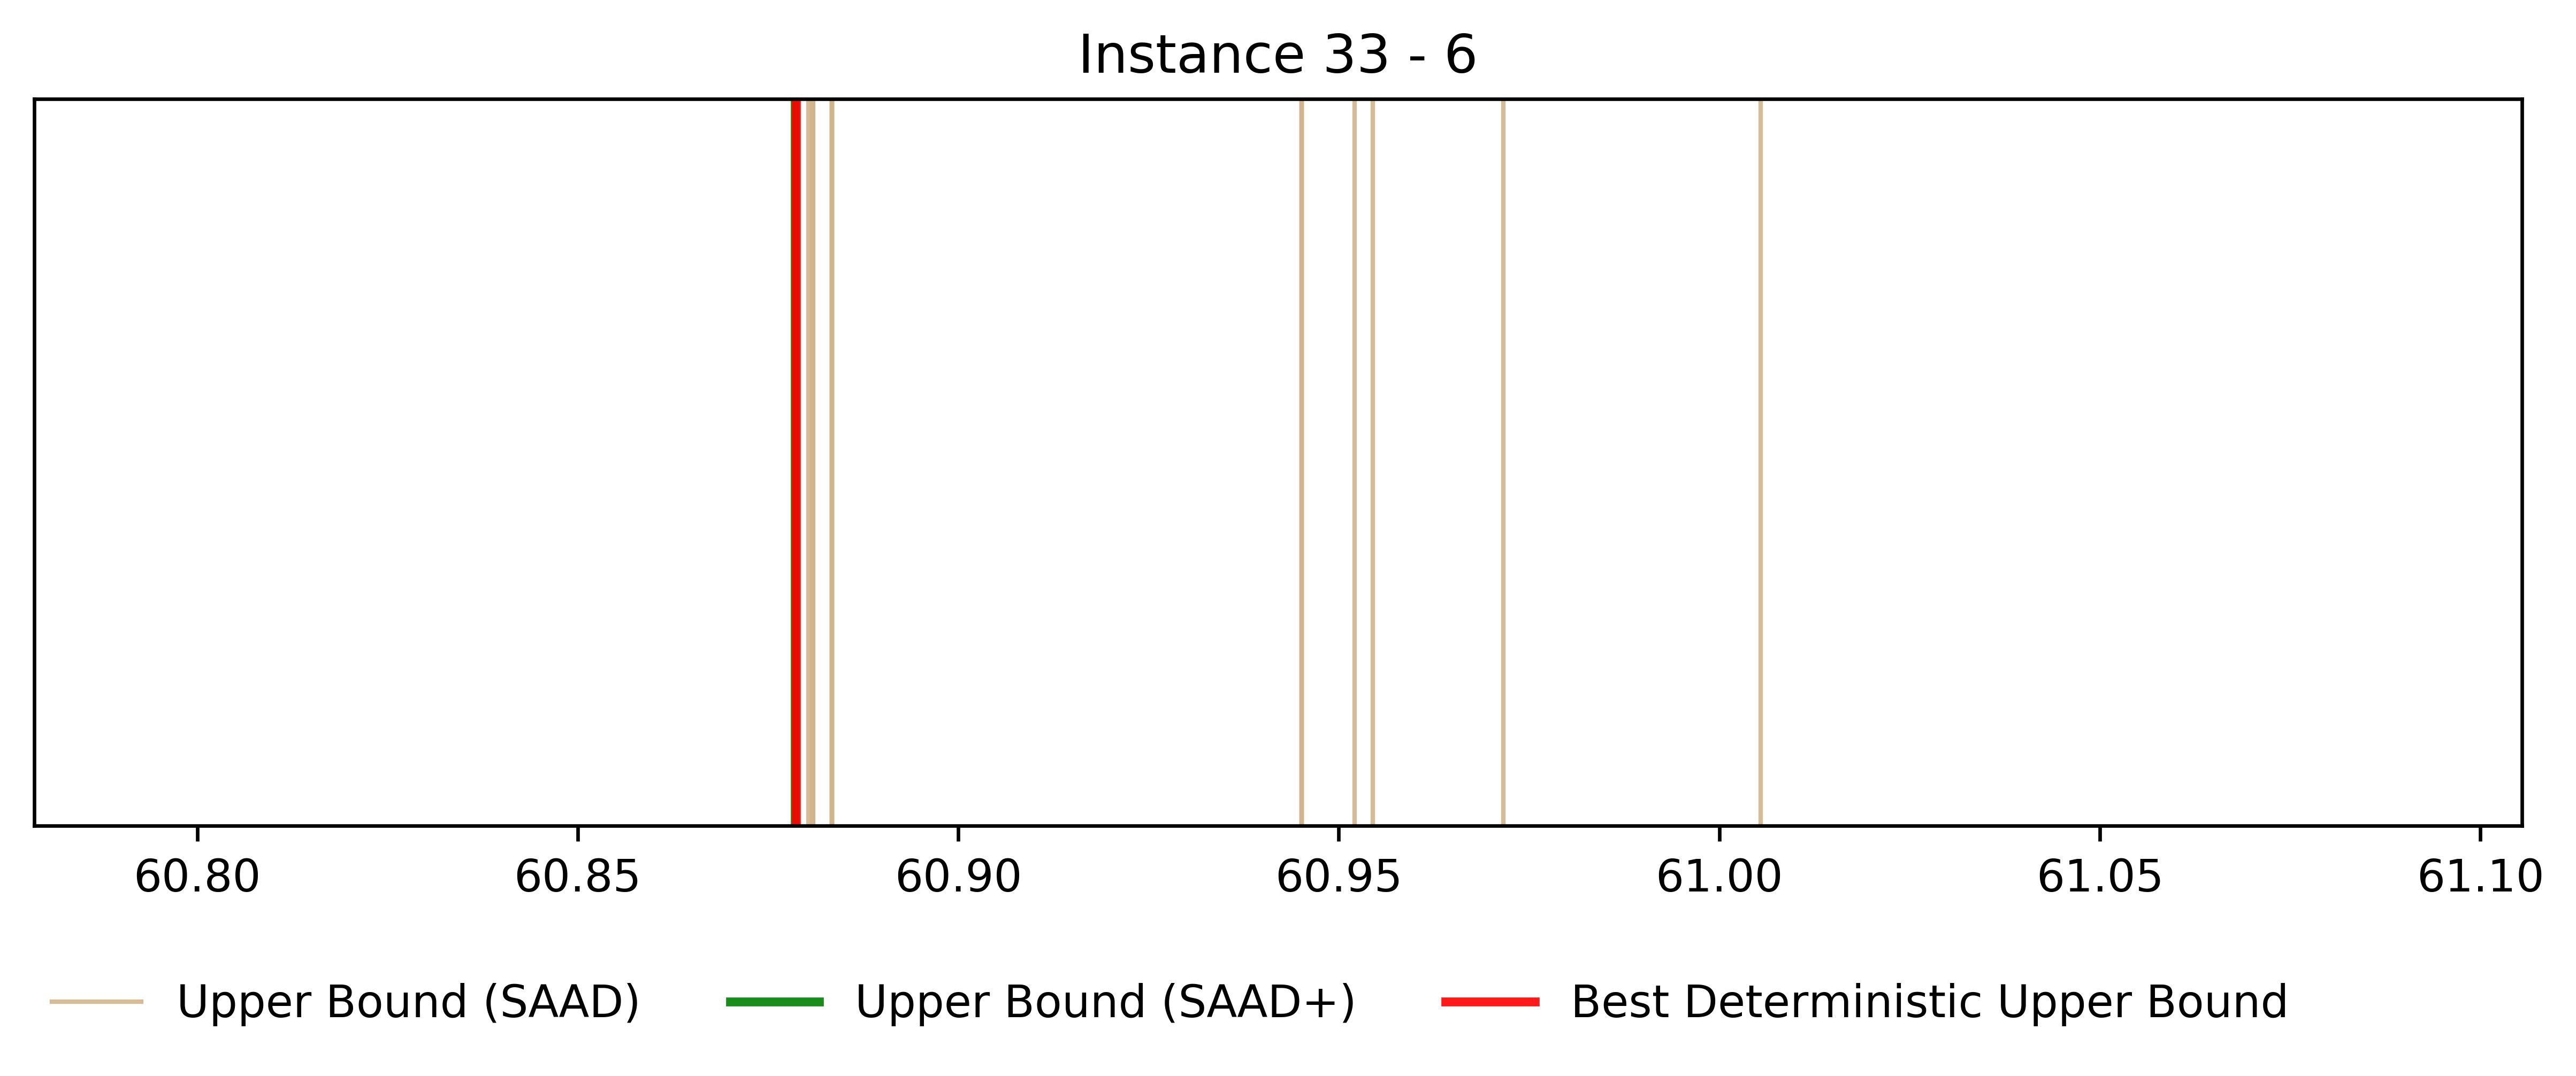 Instance 33 - 6
60.80 60.85 60.90 60.95 61.00 61.05 61.10
Upper Bound (SAAD) Upper Bound (SAAD+) Best Deterministic Upper Bound